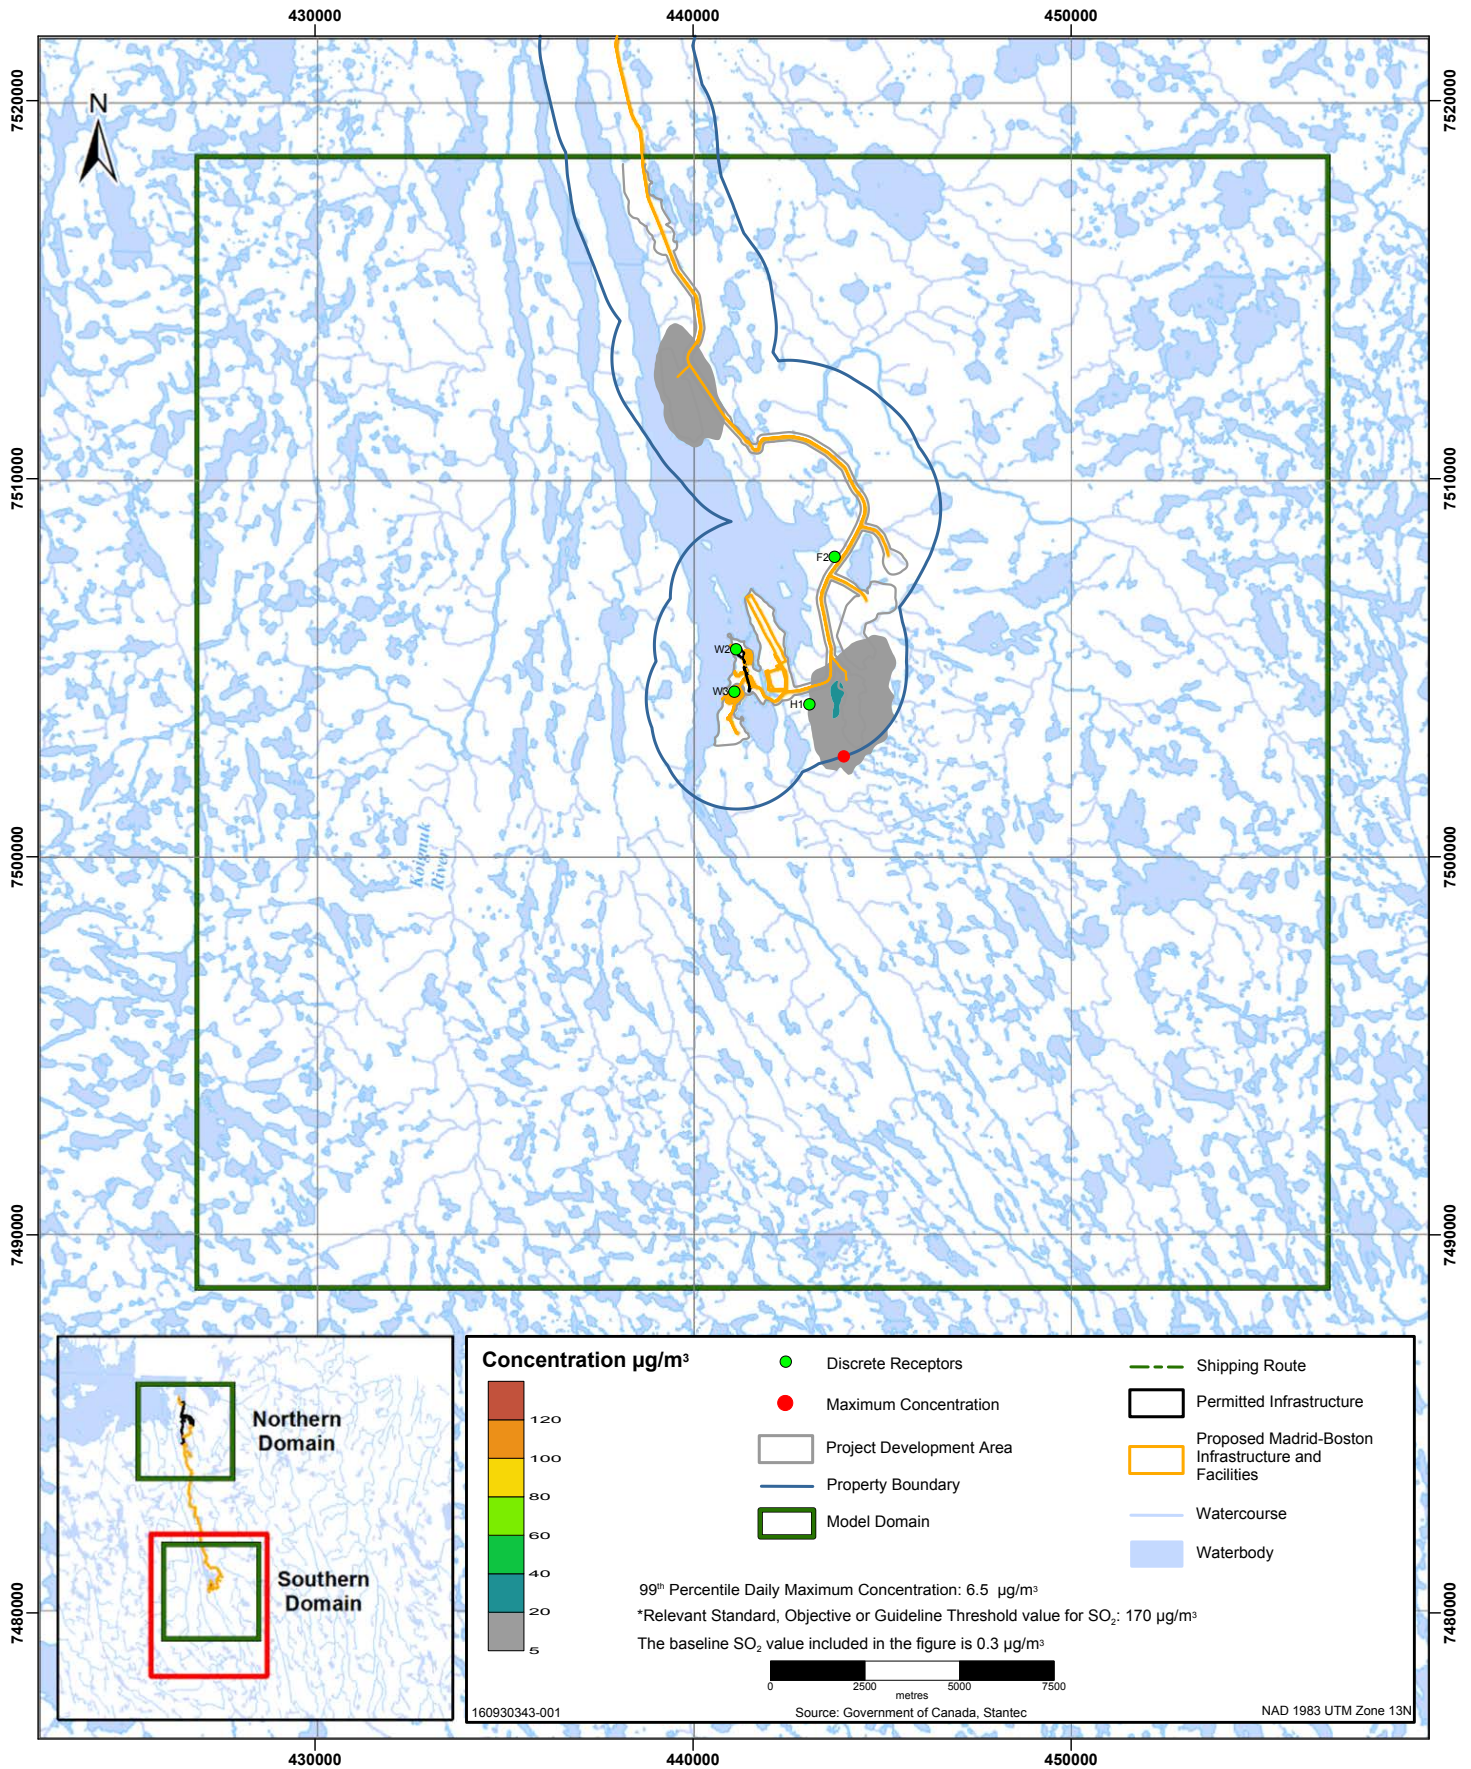 430000
440000
450000
7520000
7520000
N
7510000
7510000
F2
W2
W3
H1
7500000
7500000
Koignuk
River
7490000
7490000
Northern
Domain
Southern
Domain
Concentration µg/m³
120
100
80
60
40
20
5
Discrete Receptors
Maximum Concentration
Project Development Area
Property Boundary
Model Domain
Shipping Route
Permitted Infrastructure
Proposed Madrid-Boston
Infrastructure and
Facilities
Watercourse
Waterbody
99th Percentile Daily Maximum Concentration: 6.5 µg/m³
*Relevant Standard, Objective or Guideline Threshold value for SO₂: 170 µg/m³
The baseline SO₂ value included in the figure is 0.3 µg/m³
0 2500 5000 7500
metres
160930343-001
Source: Government of Canada, Stantec
NAD 1983 UTM Zone 13N
7480000
7480000
430000
440000
450000